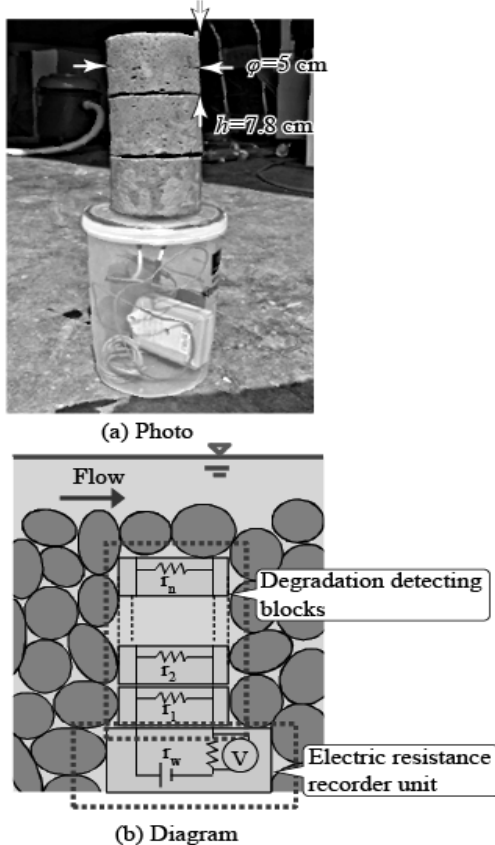 φ=5 cm
h=7.8 cm
(a) Photo
Flow
rn
Degradation detecting
blocks
r2
r1
rw
V
Electric resistance
recorder unit
(b) Diagram